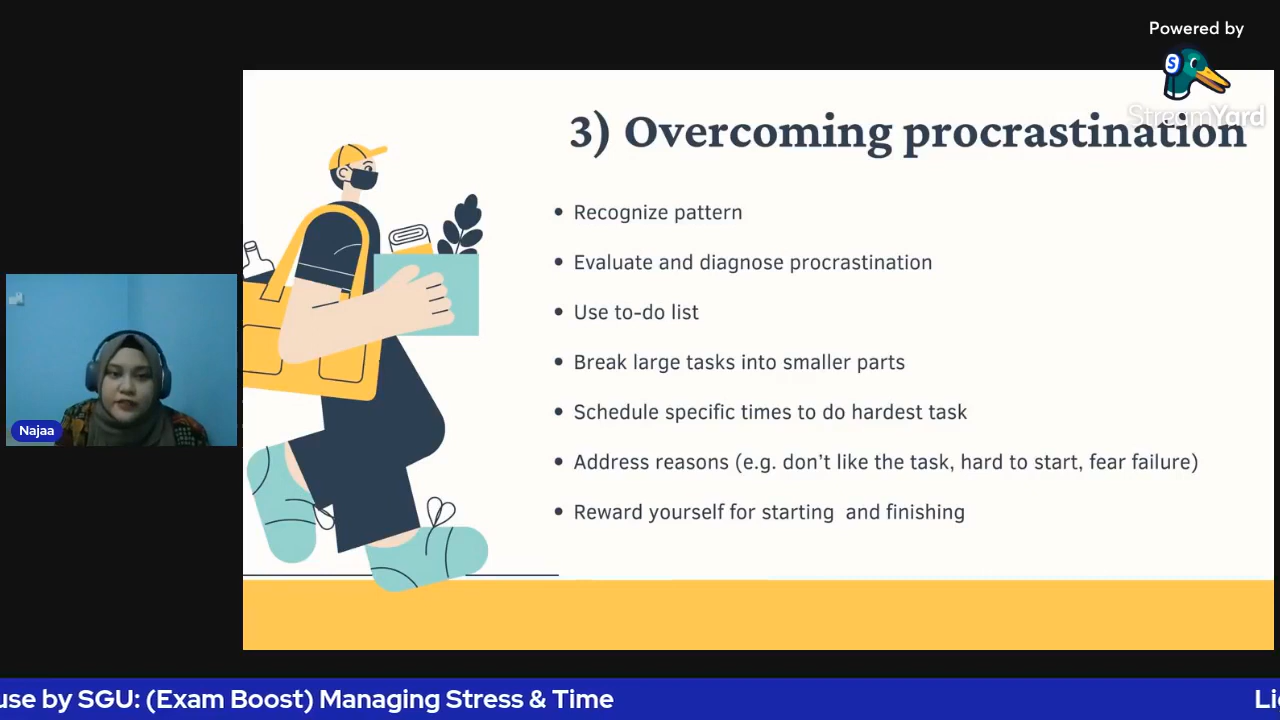 Powered by
StreamYard
3) Overcoming procrastination
• Recognize pattern
• Evaluate and diagnose procrastination
• Use to-do list
• Break large tasks into smaller parts
• Schedule specific times to do hardest task
• Address reasons (e.g. don't like the task, hard to start, fear failure)
• Reward yourself for starting  and finishing
Najaa
use by SGU: (Exam Boost) Managing Stress & Time